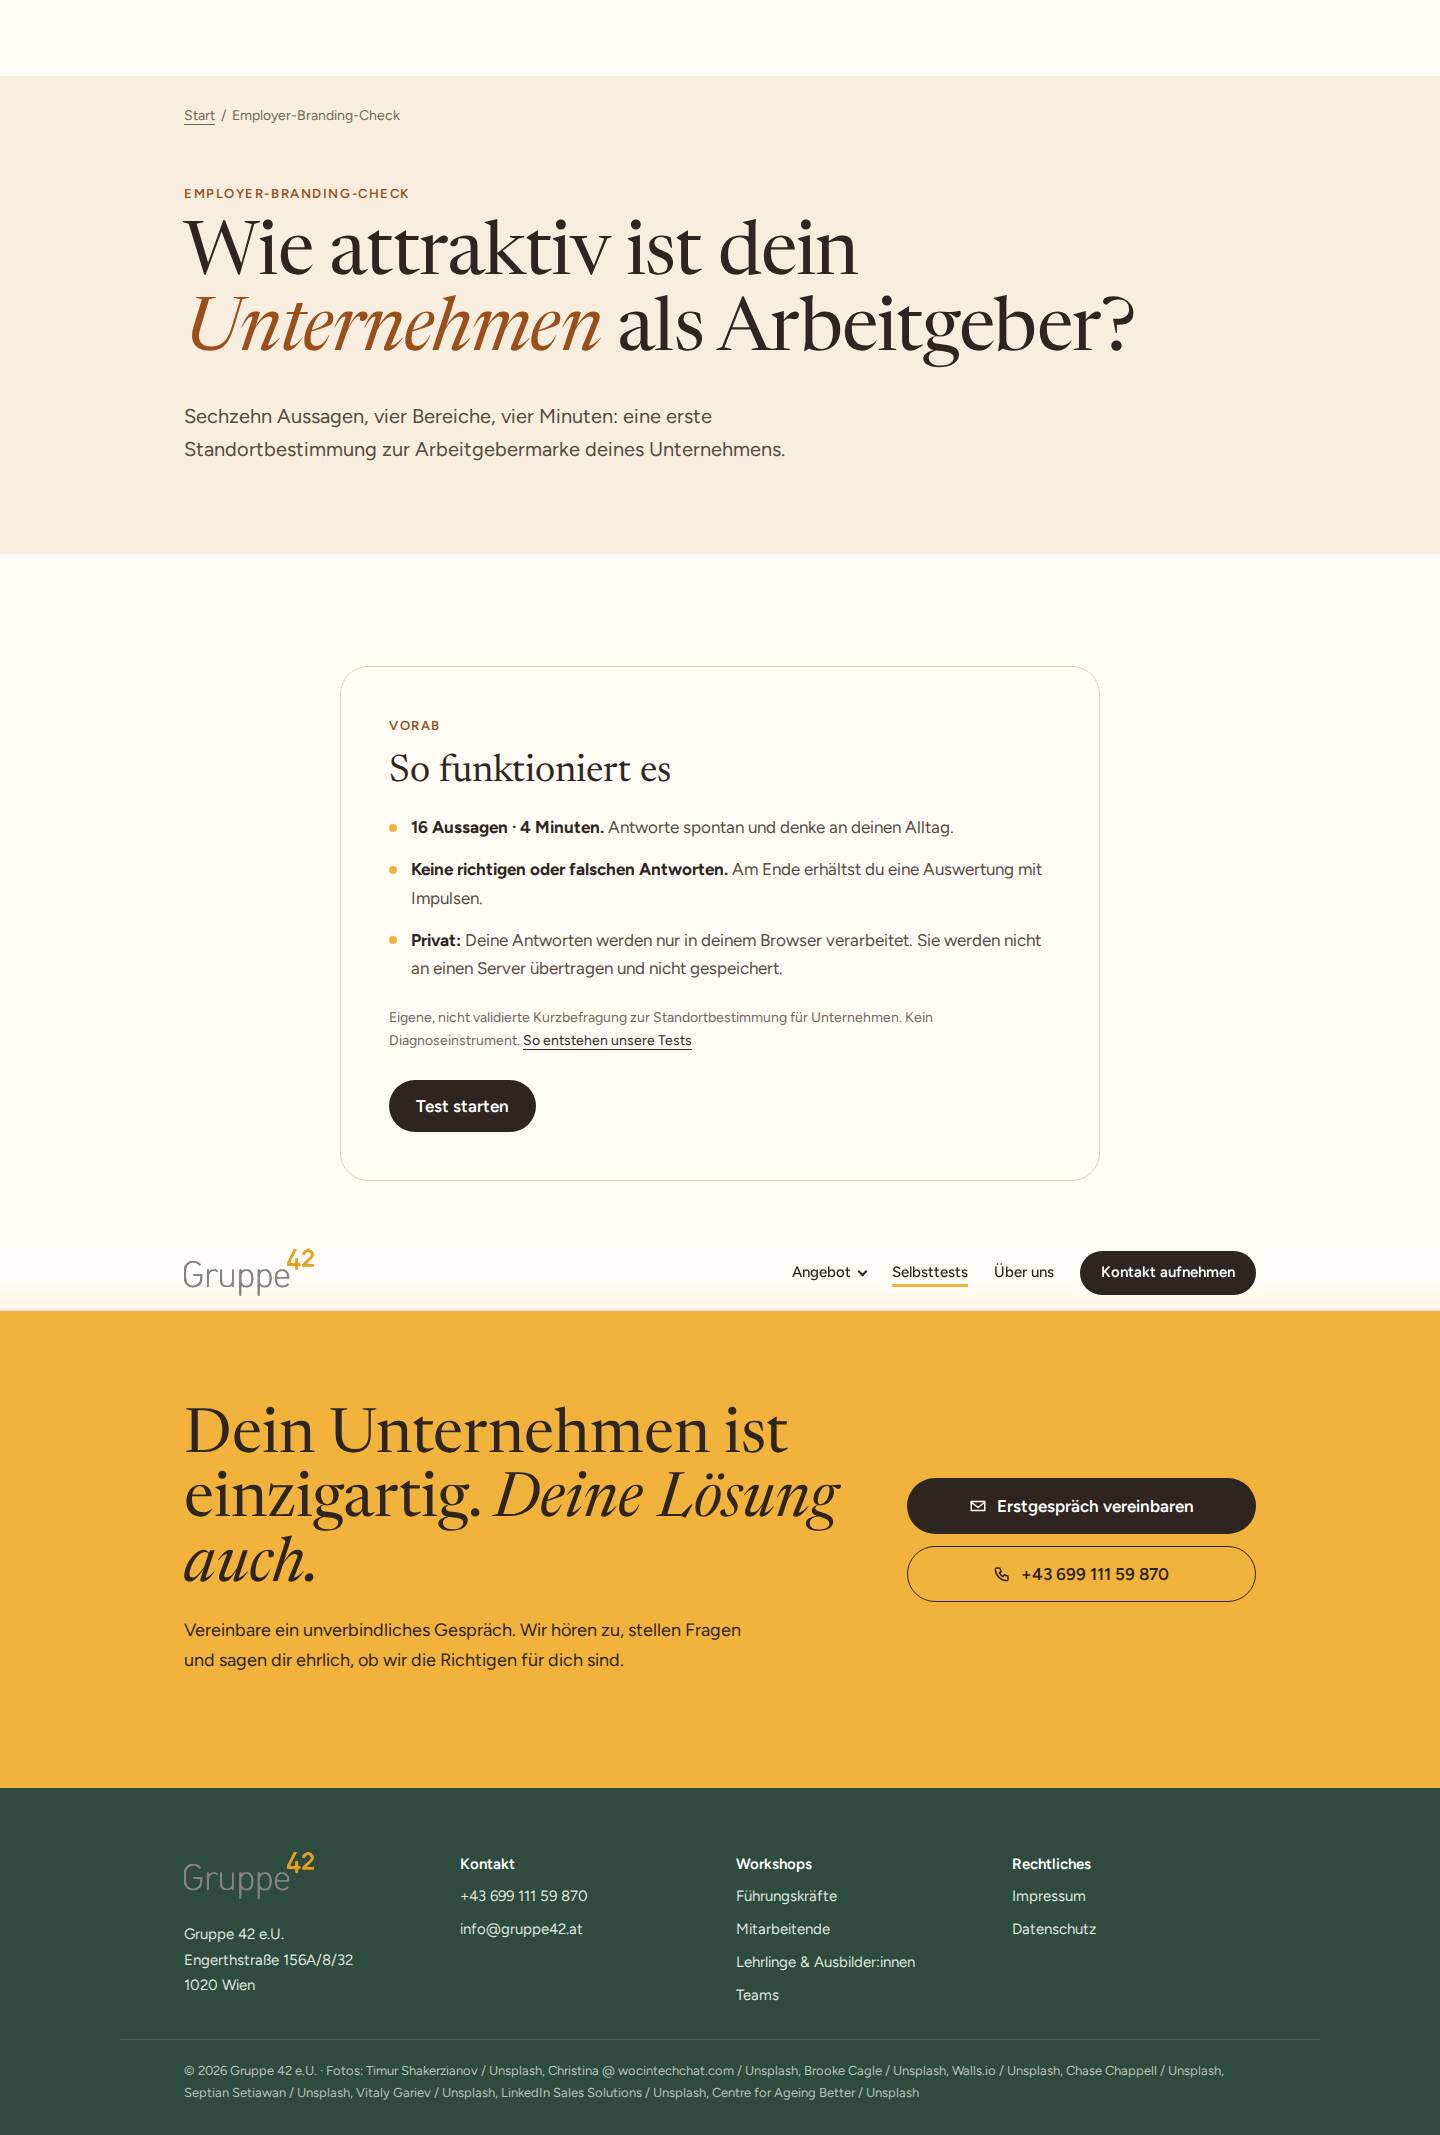 Start / Employer-Branding-Check
EMPLOYER-BRANDING-CHECK
Wie attraktiv ist dein
Unternehmen als Arbeitgeber?
Sechzehn Aussagen, vier Bereiche, vier Minuten: eine erste
Standortbestimmung zur Arbeitgebermarke deines Unternehmens.
VORAB
So funktioniert es
16 Aussagen · 4 Minuten. Antworte spontan und denke an deinen Alltag.
Keine richtigen oder falschen Antworten. Am Ende erhältst du eine Auswertung mit
Impulsen.
Privat: Deine Antworten werden nur in deinem Browser verarbeitet. Sie werden nicht
an einen Server übertragen und nicht gespeichert.
Eigene, nicht validierte Kurzbefragung zur Standortbestimmung für Unternehmen. Kein
Diagnoseinstrument. So entstehen unsere Tests
Test starten
Gruppe 42
Angebot Selbsttests Über uns Kontakt aufnehmen
Dein Unternehmen ist
einzigartig. Deine Lösung
auch.
Vereinbare ein unverbindliches Gespräch. Wir hören zu, stellen Fragen
und sagen dir ehrlich, ob wir die Richtigen für dich sind.
Erstgespräch vereinbaren
+43 699 111 59 870
Gruppe 42
Gruppe 42 e.U.
Engerthstraße 156A/8/32
1020 Wien
Kontakt
+43 699 111 59 870
info@gruppe42.at
Workshops
Führungskräfte
Mitarbeitende
Lehrlinge & Ausbilder:innen
Teams
Rechtliches
Impressum
Datenschutz
© 2026 Gruppe 42 e.U. · Fotos: Timur Shakerzianov / Unsplash, Christina @ wocintechchat.com / Unsplash, Brooke Cagle / Unsplash, Walls.io / Unsplash, Chase Chappell / Unsplash,
Septian Setiawan / Unsplash, Vitaly Gariev / Unsplash, LinkedIn Sales Solutions / Unsplash, Centre for Ageing Better / Unsplash